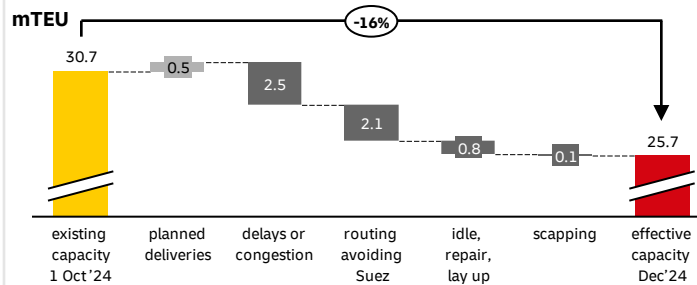 mTEU
-16%
30.7
0.5
2.5
2.1
0.8
0.1
25.7
existing
capacity
1 Oct'24
planned
deliveries
delays or
congestion
routing
avoiding
Suez
idle,
repair,
lay up
scapping
effective
capacity
Dec'24